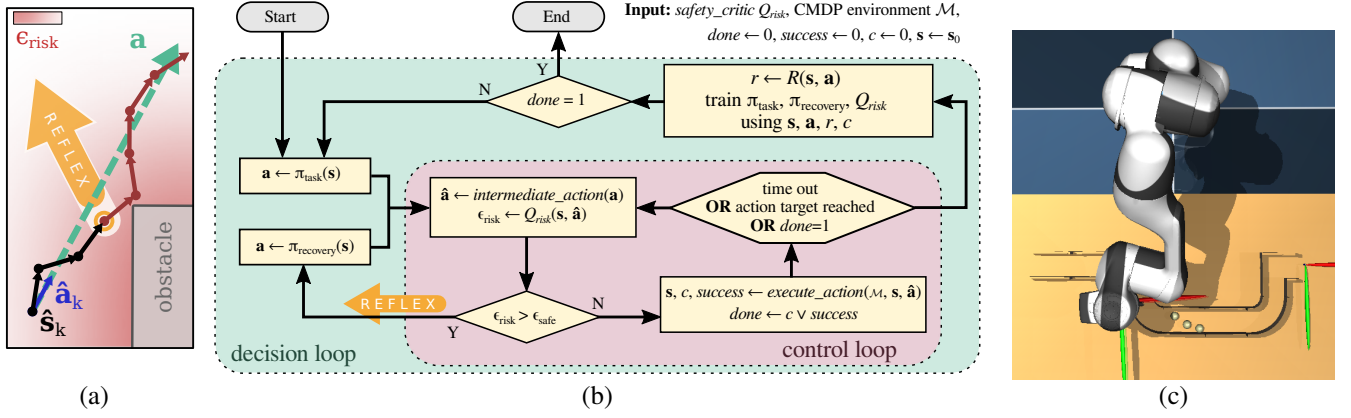 ϵrisk
a
REFLEX
obstacle
âk
ŝk
(a)
Input: safety_critic Qrisk, CMDP environment ℳ,
done ← 0, success ← 0, c ← 0, s ← s0
Start
End
Y
N
done = 1
r ← R(s, a)
train πtask, πrecovery, Qrisk
using s, a, r, c
a ← πtask(s)
a ← πrecovery(s)
â ← intermediate_action(a)
ϵrisk ← Qrisk(s, â)
time out
OR action target reached
OR done=1
REFLEX
Y
ϵrisk > ϵsafe
N
s, c, success ← execute_action(ℳ, s, â)
done ← c ∨ success
decision loop
control loop
(b)
(c)